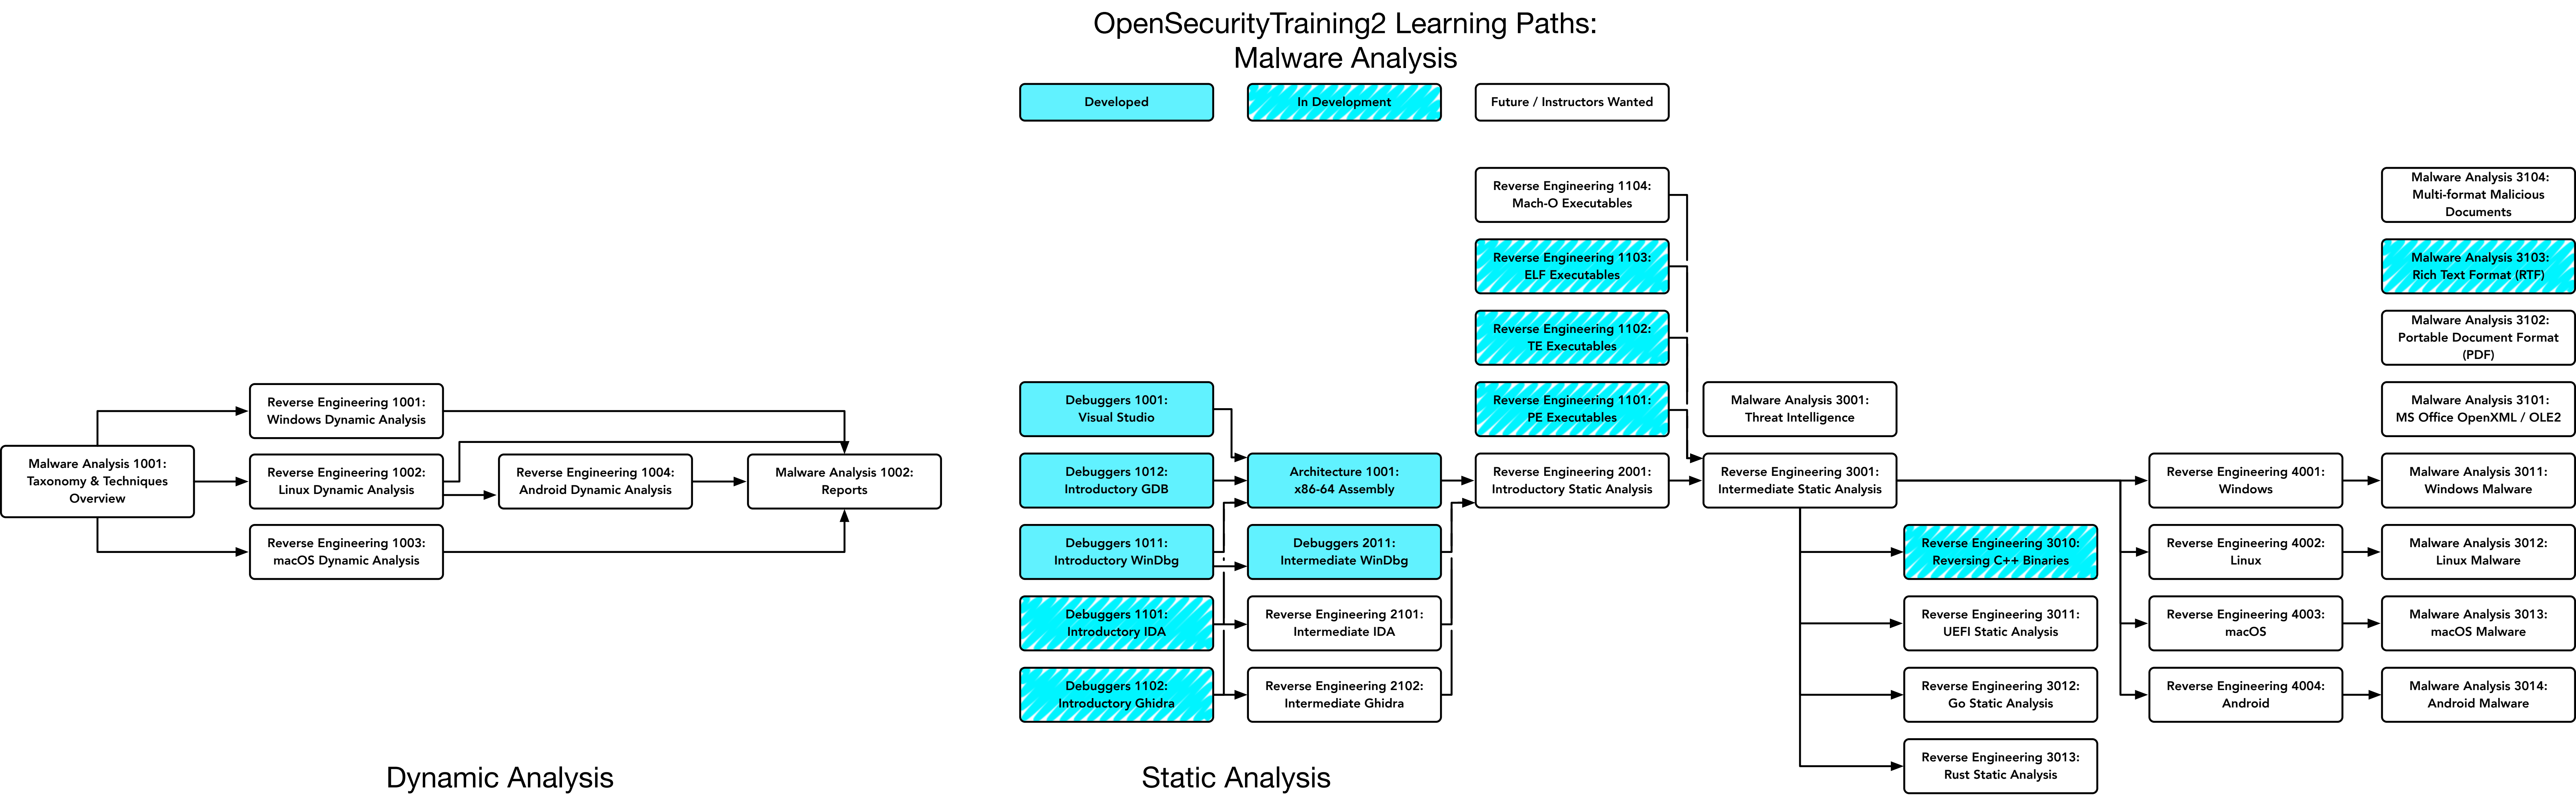 OpenSecurityTraining2 Learning Paths:
Malware Analysis
Developed
In Development
Future / Instructors Wanted
Malware Analysis 1001:
Taxonomy & Techniques
Overview
Reverse Engineering 1001:
Windows Dynamic Analysis
Reverse Engineering 1002:
Linux Dynamic Analysis
Reverse Engineering 1003:
macOS Dynamic Analysis
Reverse Engineering 1004:
Android Dynamic Analysis
Malware Analysis 1002:
Reports
Dynamic Analysis
Debuggers 1001:
Visual Studio
Debuggers 1012:
Introductory GDB
Debuggers 1011:
Introductory WinDbg
Debuggers 1101:
Introductory IDA
Debuggers 1102:
Introductory Ghidra
Architecture 1001:
x86-64 Assembly
Debuggers 2011:
Intermediate WinDbg
Reverse Engineering 2101:
Intermediate IDA
Reverse Engineering 2102:
Intermediate Ghidra
Reverse Engineering 1104:
Mach-O Executables
Reverse Engineering 1103:
ELF Executables
Reverse Engineering 1102:
TE Executables
Reverse Engineering 1101:
PE Executables
Reverse Engineering 2001:
Introductory Static Analysis
Malware Analysis 3001:
Threat Intelligence
Reverse Engineering 3001:
Intermediate Static Analysis
Reverse Engineering 3010:
Reversing C++ Binaries
Reverse Engineering 3011:
UEFI Static Analysis
Reverse Engineering 3012:
Go Static Analysis
Reverse Engineering 3013:
Rust Static Analysis
Reverse Engineering 4001:
Windows
Reverse Engineering 4002:
Linux
Reverse Engineering 4003:
macOS
Reverse Engineering 4004:
Android
Malware Analysis 3104:
Multi-format Malicious
Documents
Malware Analysis 3103:
Rich Text Format (RTF)
Malware Analysis 3102:
Portable Document Format
(PDF)
Malware Analysis 3101:
MS Office OpenXML / OLE2
Malware Analysis 3011:
Windows Malware
Malware Analysis 3012:
Linux Malware
Malware Analysis 3013:
macOS Malware
Malware Analysis 3014:
Android Malware
Static Analysis